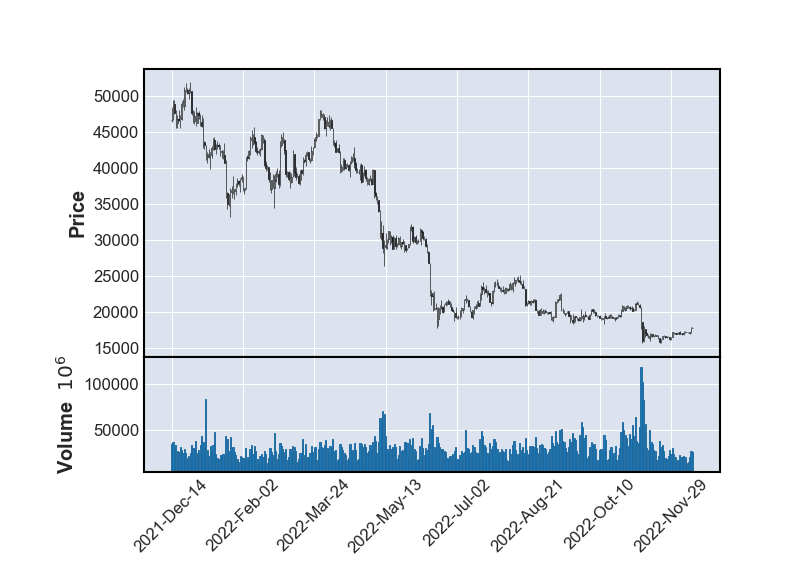 50000
45000
40000
35000
30000
25000
20000
15000
Price
100000
50000
Volume 10^6
2021-Dec-14
2022-Feb-02
2022-Mar-24
2022-May-13
2022-Jul-02
2022-Aug-21
2022-Oct-10
2022-Nov-29